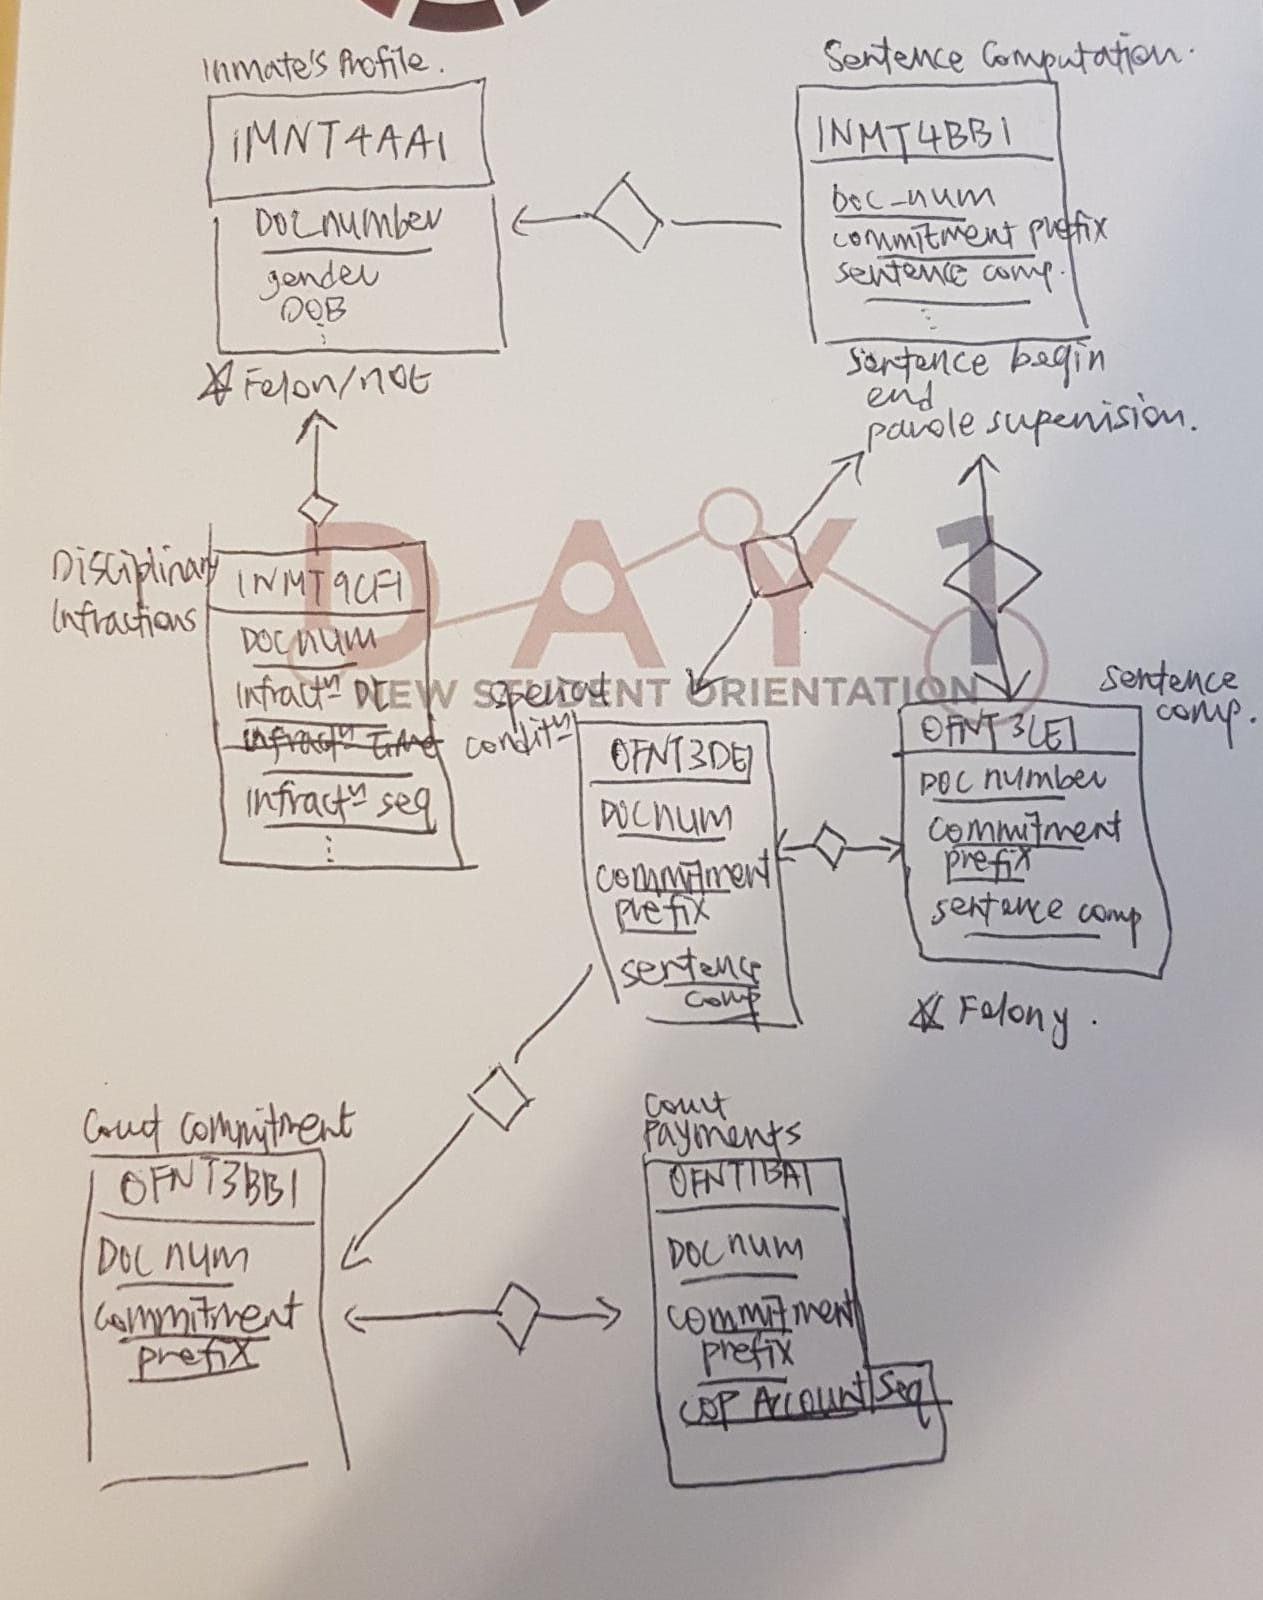 Inmate's Profile.
IMNT4AA1
DOC number
gender
DOB
Felon/not
Sentence Computation.
INMT4BB1
Doc_num
commitment prefix
sentence comp.
sentence begin
end
parole supervision.
DAY 1
NEW STUDENT ORIENTATION
Disciplinary
Infractions
INMT9CF1
DOC num
Infractⁿ
Infractⁿ time
Infractⁿ seq
special
conditⁿ
OFNT3DE1
DOC num
commitment
prefix
sentence
comp
sentence
comp.
OFNT3CE1
DOC number
commitment
prefix
sentence comp
Felony.
Court Commitment
OFNT3BB1
DOC num
commitment
prefix
Court
Payments
OFNT1BA1
DOC num
commitment
prefix
COP Account Seq